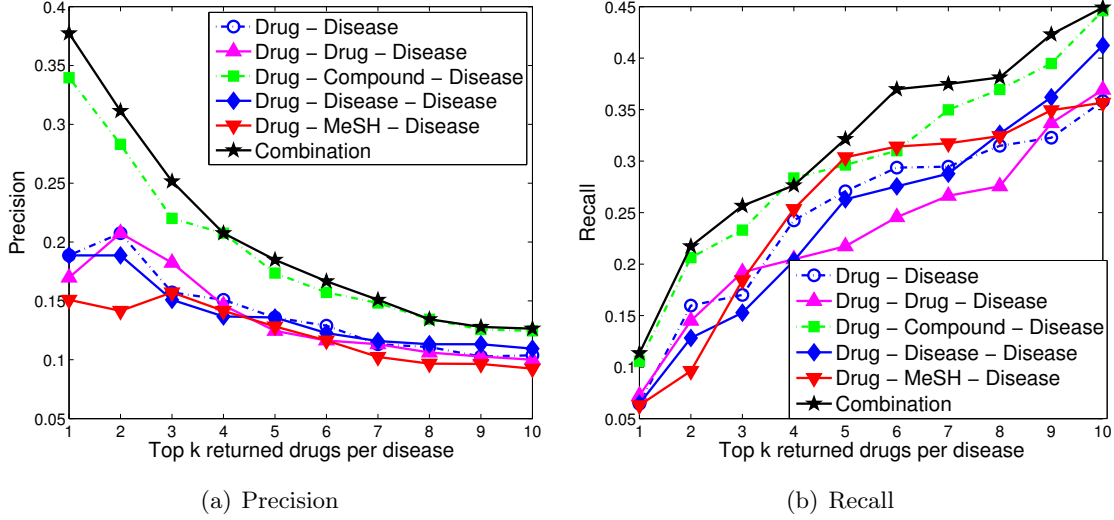 0.4
0.35
0.3
0.25
0.2
0.15
0.1
0.05
Precision
Drug – Disease
Drug – Drug – Disease
Drug – Compound – Disease
Drug – Disease – Disease
Drug – MeSH – Disease
Combination
1 2 3 4 5 6 7 8 9 10
Top k returned drugs per disease
(a) Precision
0.45
0.4
0.35
0.3
0.25
0.2
0.15
0.1
0.05
Recall
Drug – Disease
Drug – Drug – Disease
Drug – Compound – Disease
Drug – Disease – Disease
Drug – MeSH – Disease
Combination
1 2 3 4 5 6 7 8 9 10
Top k returned drugs per disease
(b) Recall